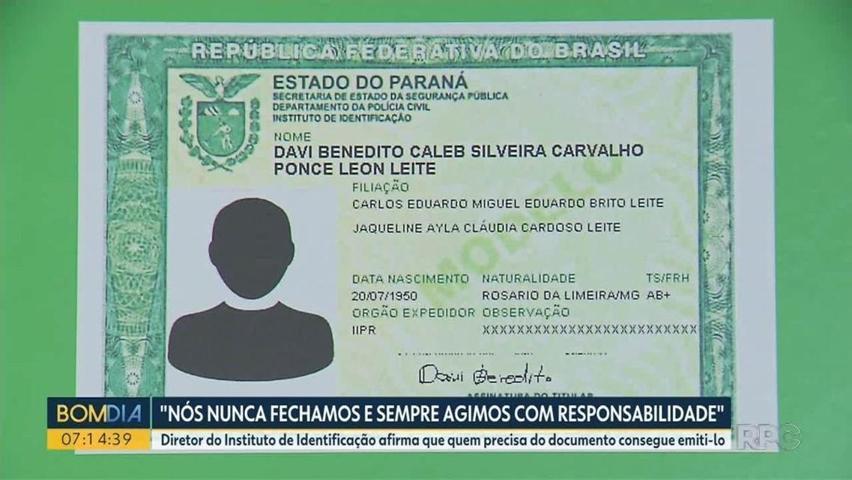 REPÚBLICA FEDERATIVA DO BRASIL
ESTADO DO PARANÁ
SECRETARIA DE ESTADO DA SEGURANÇA PÚBLICA
DEPARTAMENTO DA POLÍCIA CIVIL
INSTITUTO DE IDENTIFICAÇÃO
NOME
DAVI BENEDITO CALEB SILVEIRA CARVALHO
PONCE LEON LEITE
FILIAÇÃO
CARLOS EDUARDO MIGUEL EDUARDO BRITO LEITE
JAQUELINE AYLA CLÁUDIA CARDOSO LEITE
MODELO
DATA NASCIMENTO NATURALIDADE TS/FRH
20/07/1950 ROSARIO DA LIMEIRA/MG AB+
ORGÃO EXPEDIDOR OBSERVAÇÃO
IIPR XXXXXXXXXXXXXXXXXXXXXXXXXX
Davi Benedito
ASSINATURA DO TITULAR
BOMDIA "NÓS NUNCA FECHAMOS E SEMPRE AGIMOS COM RESPONSABILIDADE"
07:14:39 Diretor do Instituto de Identificação afirma que quem precisa do documento consegue emiti-lo
RPC